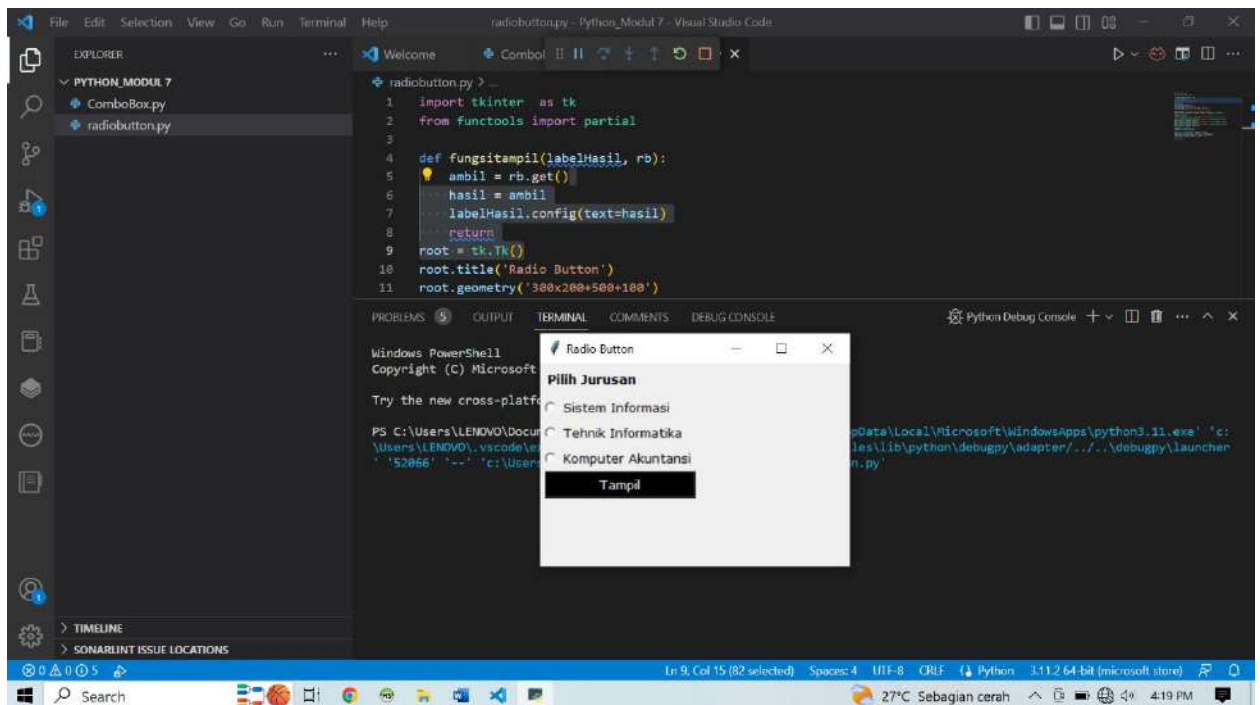 File Edit Selection View Go Run Terminal Help radiobutton.py - Python_Modul 7 - Visual Studio Code
EXPLORER
PYTHON_MODUL 7
ComboBox.py
radiobutton.py
TIMELINE
SONARLINT ISSUE LOCATIONS
Welcome Combo
radiobutton.py > ...
1 import tkinter as tk
2 from functools import partial
3
4 def fungsitampil(labelHasil, rb):
5 ambil = rb.get()
6 hasil = ambil
7 labelHasil.config(text=hasil)
8 return
9 root = tk.Tk()
10 root.title('Radio Button')
11 root.geometry('300x200+500+100')
PROBLEMS 5 OUTPUT TERMINAL COMMENTS DEBUG CONSOLE Python Debug Console
Windows PowerShell
Copyright (C) Microsoft
Try the new cross-platfo
PS C:\Users\LENOVO\Docum pData\Local\Microsoft\WindowsApps\python3.11.exe' 'c:
\Users\LENOVO\.vscode\e les\lib\python\debugpy\adapter/../..\debugpy\launcher
' '52066' '--' 'c:\User n.py'
Radio Button
Pilih Jurusan
Sistem Informasi
Tehnik Informatika
Komputer Akuntansi
Tampil
0 0 5 Ln 9, Col 15 (82 selected) Spaces: 4 UTF-8 CRLF Python 3.11.2 64-bit (microsoft store)
Search 27°C Sebagian cerah 4:19 PM